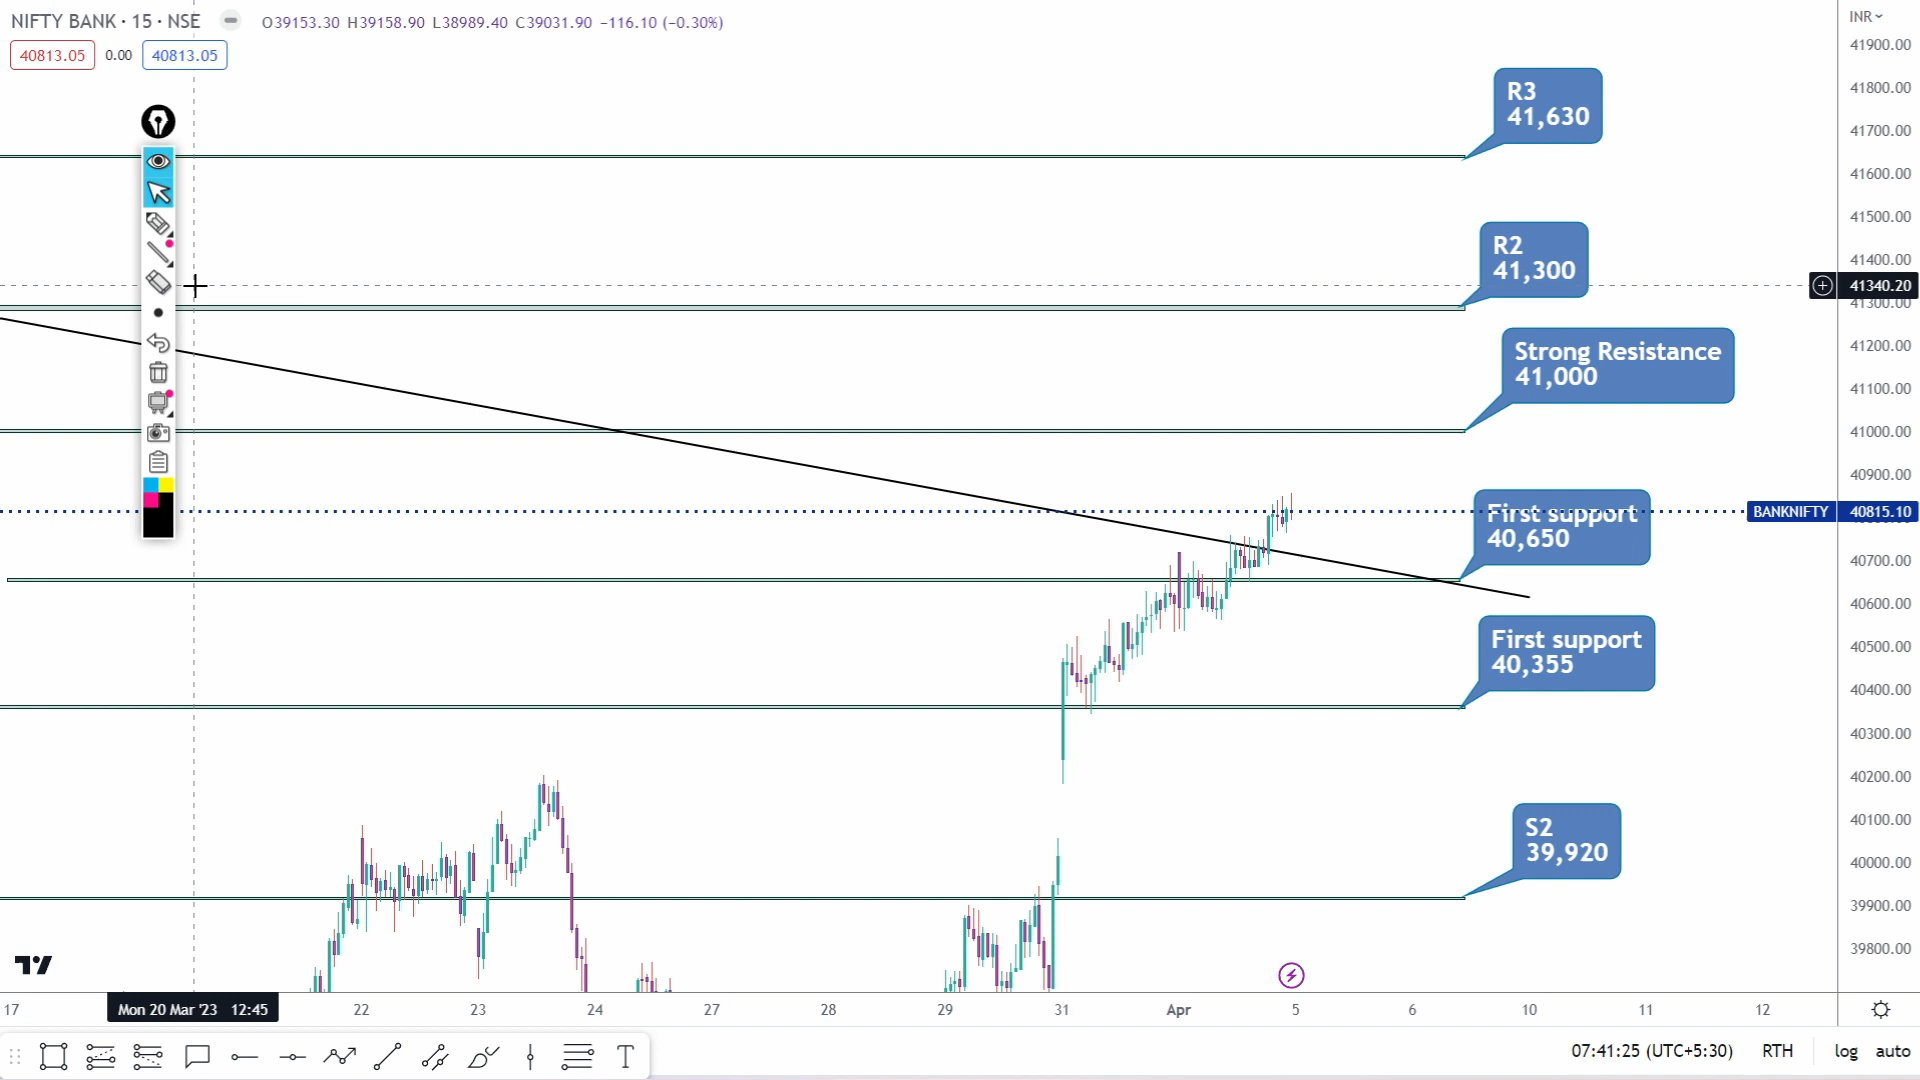 NIFTY BANK · 15 · NSE
O39153.30 H39158.90 L38989.40 C39031.90 −116.10 (−0.30%)
INR
40813.05 0.00 40813.05
41900.00
41800.00
41700.00
41600.00
41500.00
41400.00
41340.20
41300.00
41200.00
41100.00
41000.00
40900.00
BANKNIFTY 40815.10
40700.00
40600.00
40500.00
40400.00
40300.00
40200.00
40100.00
40000.00
39900.00
39800.00
R3
41,630
R2
41,300
Strong Resistance
41,000
First support
40,650
First support
40,355
S2
39,920
17
Mon 20 Mar '23 12:45
22
23
24
27
28
29
31
Apr
5
6
10
11
12
T
07:41:25 (UTC+5:30) RTH log auto